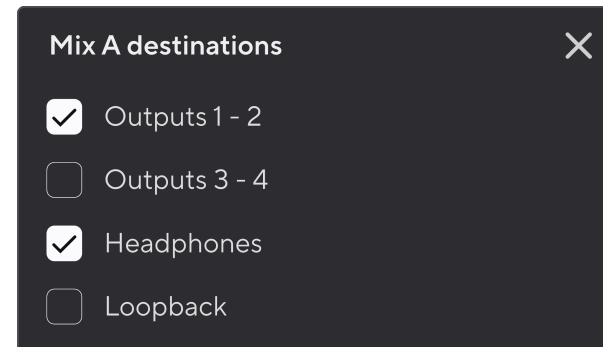 Mix A destinations
Outputs 1 - 2
Outputs 3 - 4
Headphones
Loopback